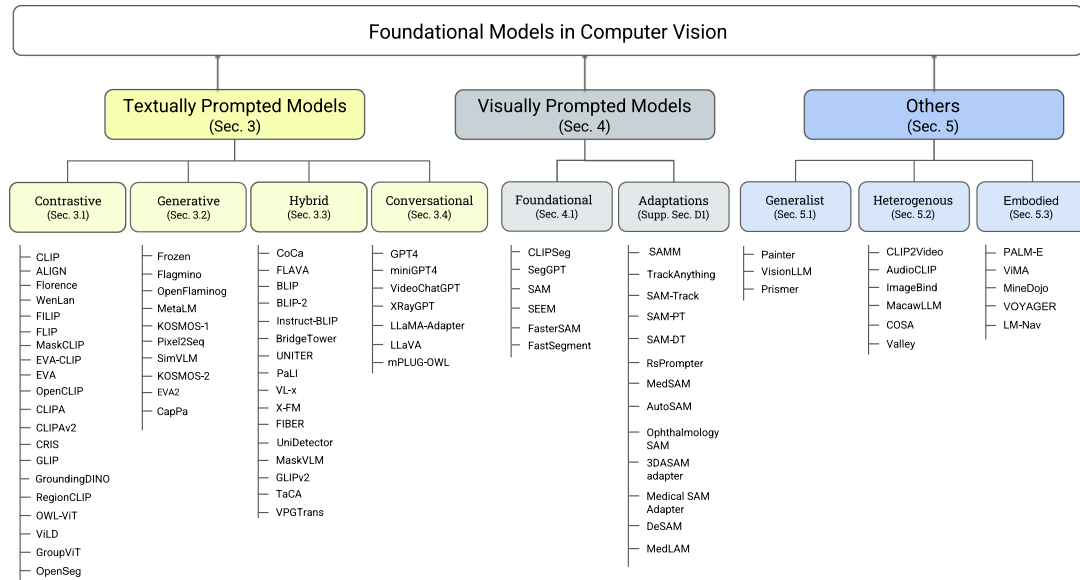 Foundational Models in Computer Vision
Textually Prompted Models
(Sec. 3)
Visually Prompted Models
(Sec. 4)
Others
(Sec. 5)
Contrastive
(Sec. 3.1)
Generative
(Sec. 3.2)
Hybrid
(Sec. 3.3)
Conversational
(Sec. 3.4)
Foundational
(Sec. 4.1)
Adaptations
(Supp. Sec. D1)
Generalist
(Sec. 5.1)
Heterogenous
(Sec. 5.2)
Embodied
(Sec. 5.3)
CLIP
ALIGN
Florence
WenLan
FILIP
FLIP
MaskCLIP
EVA-CLIP
EVA
OpenCLIP
CLIPA
CLIPAv2
CRIS
GLIP
GroundingDINO
RegionCLIP
OWL-ViT
ViLD
GroupViT
OpenSeg
Frozen
Flagmino
OpenFlaminog
MetaLM
KOSMOS-1
Pixel2Seq
SimVLM
KOSMOS-2
EVA2
CapPa
CoCa
FLAVA
BLIP
BLIP-2
Instruct-BLIP
BridgeTower
UNITER
PaLI
VL-x
X-FM
FIBER
UniDetector
MaskVLM
GLIPv2
TaCA
VPGTrans
GPT4
miniGPT4
VideoChatGPT
XRayGPT
LLaMA-Adapter
LLaVA
mPLUG-OWL
CLIPSeg
SegGPT
SAM
SEEM
FasterSAM
FastSegment
SAMM
TrackAnything
SAM-Track
SAM-PT
SAM-DT
RsPrompter
MedSAM
AutoSAM
Ophthalmology
SAM
3DASAM
adapter
Medical SAM
Adapter
DeSAM
MedLAM
Painter
VisionLLM
Prismer
CLIP2Video
AudioCLIP
ImageBind
MacawLLM
COSA
Valley
PALM-E
ViMA
MineDojo
VOYAGER
LM-Nav